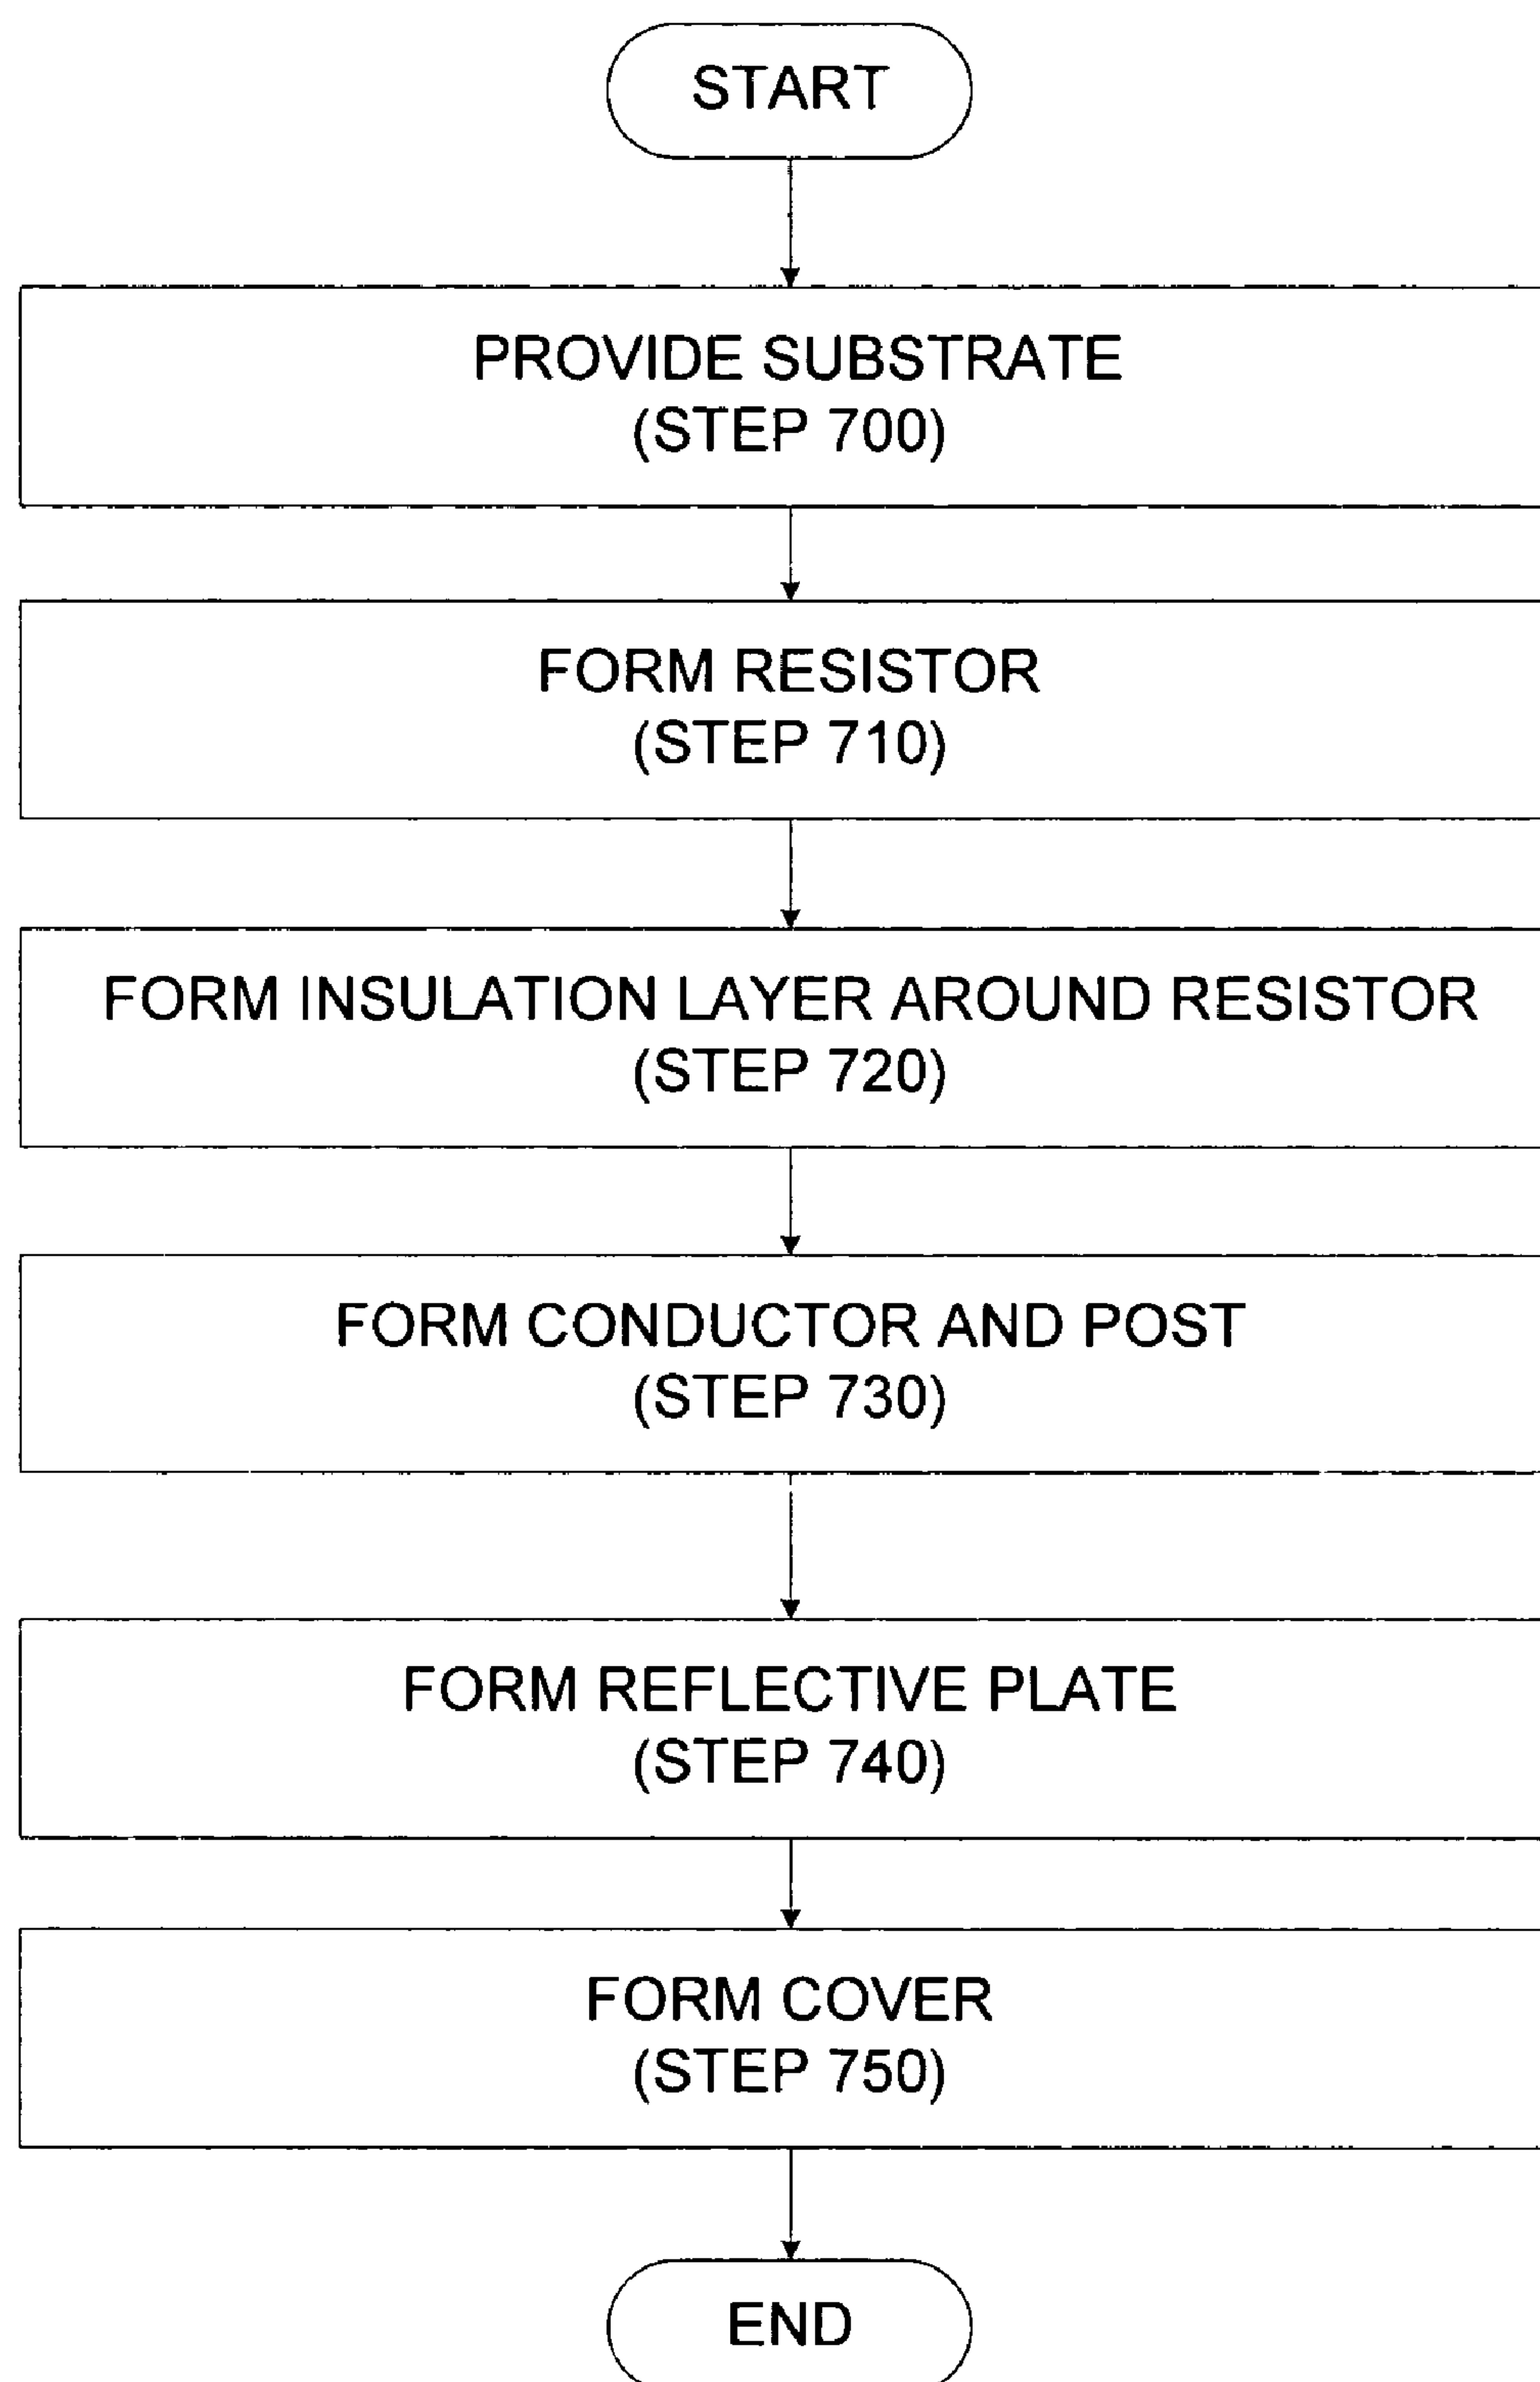 START
PROVIDE SUBSTRATE
(STEP 700)
FORM RESISTOR
(STEP 710)
FORM INSULATION LAYER AROUND RESISTOR
(STEP 720)
FORM CONDUCTOR AND POST
(STEP 730)
FORM REFLECTIVE PLATE
(STEP 740)
FORM COVER
(STEP 750)
END